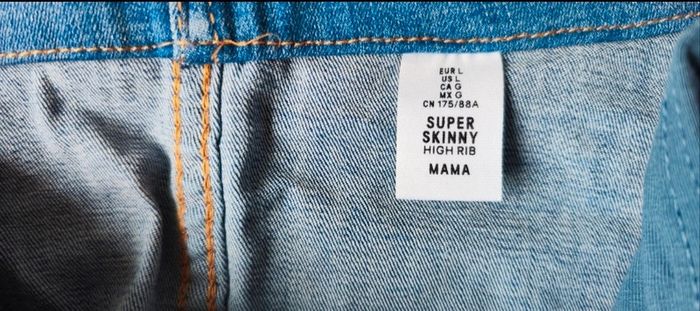 EUR L
US L
CA G
MX G
CN 175/88A
SUPER
SKINNY
HIGH RIB
MAMA